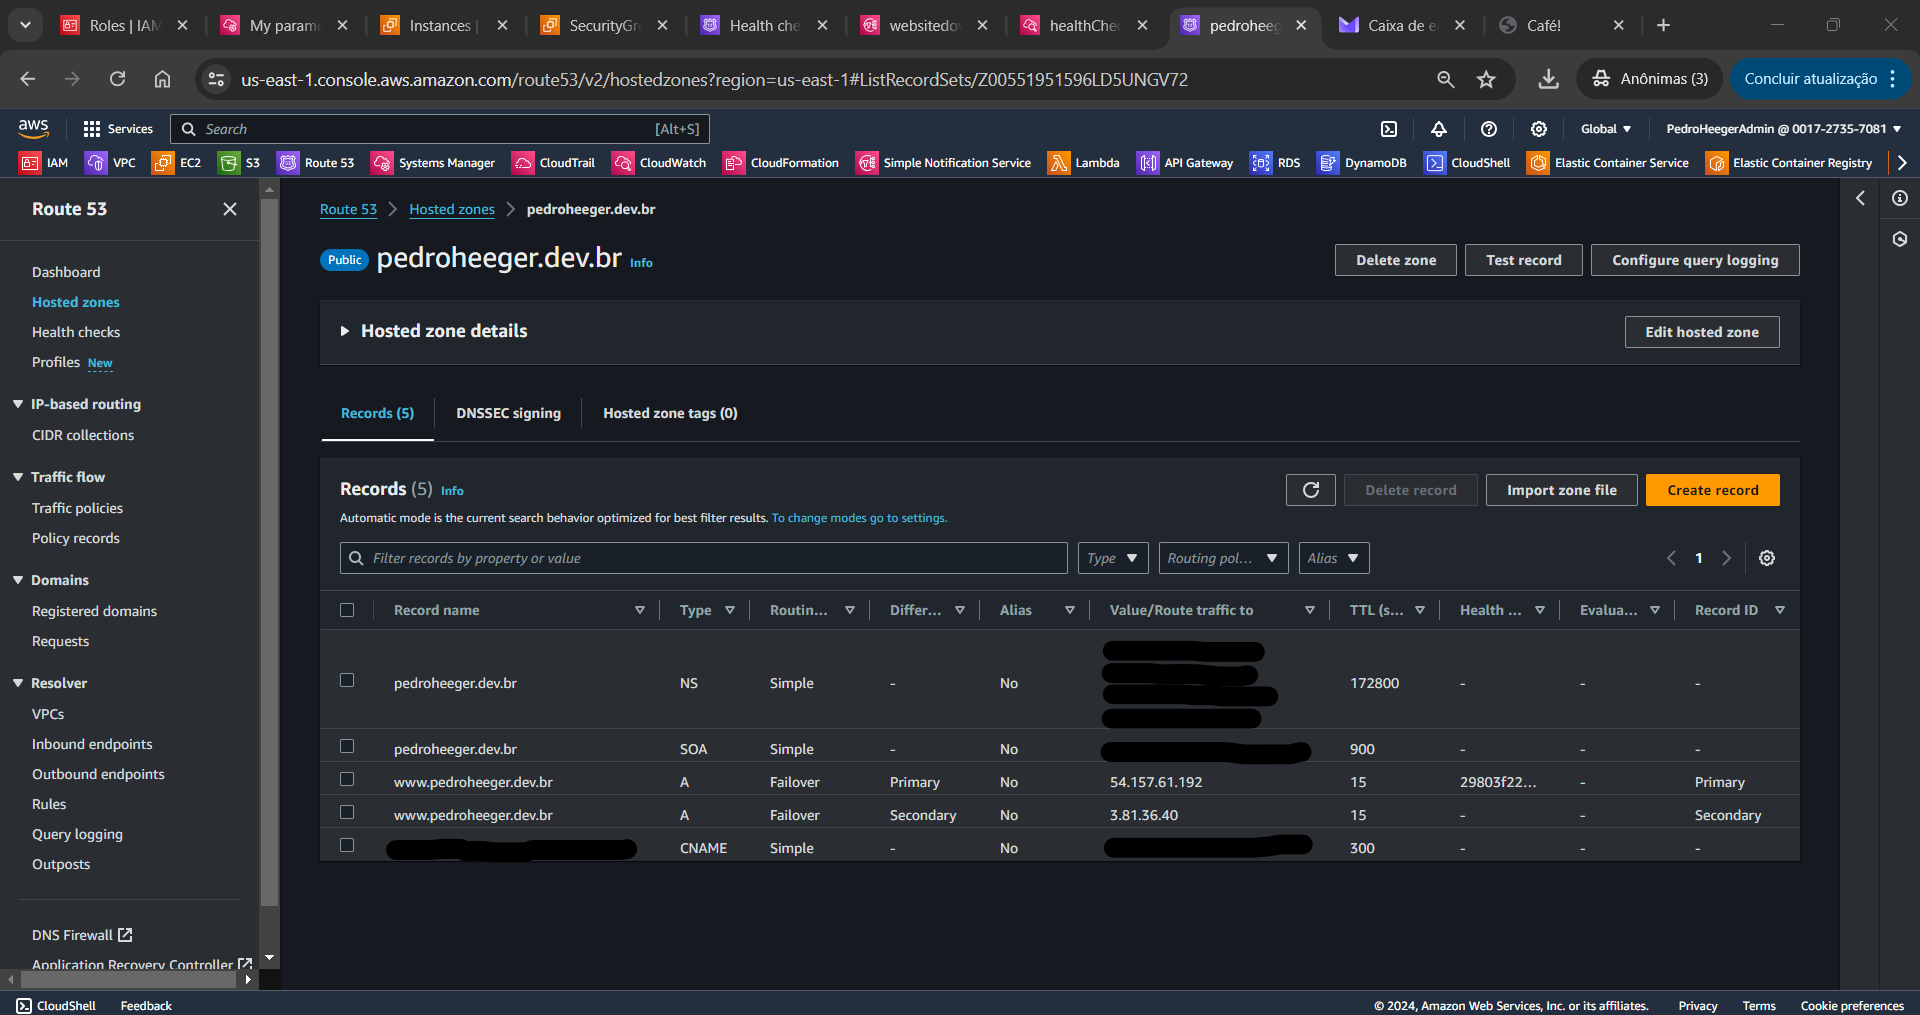 Roles | IAM
My param
Instances |
SecurityGr
Health che
websitedo
healthChe
pedroheeg
Caixa de e
Café!
us-east-1.console.aws.amazon.com/route53/v2/hostedzones?region=us-east-1#ListRecordSets/Z00551951596LD5UNGV72
Anônimas (3)
Concluir atualização
aws
Services
Search
[Alt+S]
Global
PedroHeegerAdmin @ 0017-2735-7081
IAM
VPC
EC2
S3
Route 53
Systems Manager
CloudTrail
CloudWatch
CloudFormation
Simple Notification Service
Lambda
API Gateway
RDS
DynamoDB
CloudShell
Elastic Container Service
Elastic Container Registry
Route 53
Dashboard
Hosted zones
Health checks
Profiles New
IP-based routing
CIDR collections
Traffic flow
Traffic policies
Policy records
Domains
Registered domains
Requests
Resolver
VPCs
Inbound endpoints
Outbound endpoints
Rules
Query logging
Outposts
DNS Firewall
Application Recovery Controller
Route 53 > Hosted zones > pedroheeger.dev.br
Public pedroheeger.dev.br Info
Delete zone
Test record
Configure query logging
Hosted zone details
Edit hosted zone
Records (5)
DNSSEC signing
Hosted zone tags (0)
Records (5) Info
Delete record
Import zone file
Create record
Automatic mode is the current search behavior optimized for best filter results. To change modes go to settings.
Filter records by property or value
Type
Routing pol...
Alias
1
Record name Type Routin... Differ... Alias Value/Route traffic to TTL (s... Health ... Evalua... Record ID
pedroheeger.dev.br NS Simple - No 172800 - - -
pedroheeger.dev.br SOA Simple - No 900 - - -
www.pedroheeger.dev.br A Failover Primary No 54.157.61.192 15 29803f22... - Primary
www.pedroheeger.dev.br A Failover Secondary No 3.81.36.40 15 - - Secondary
CNAME Simple - No 300 - - -
CloudShell
Feedback
© 2024, Amazon Web Services, Inc. or its affiliates.
Privacy
Terms
Cookie preferences